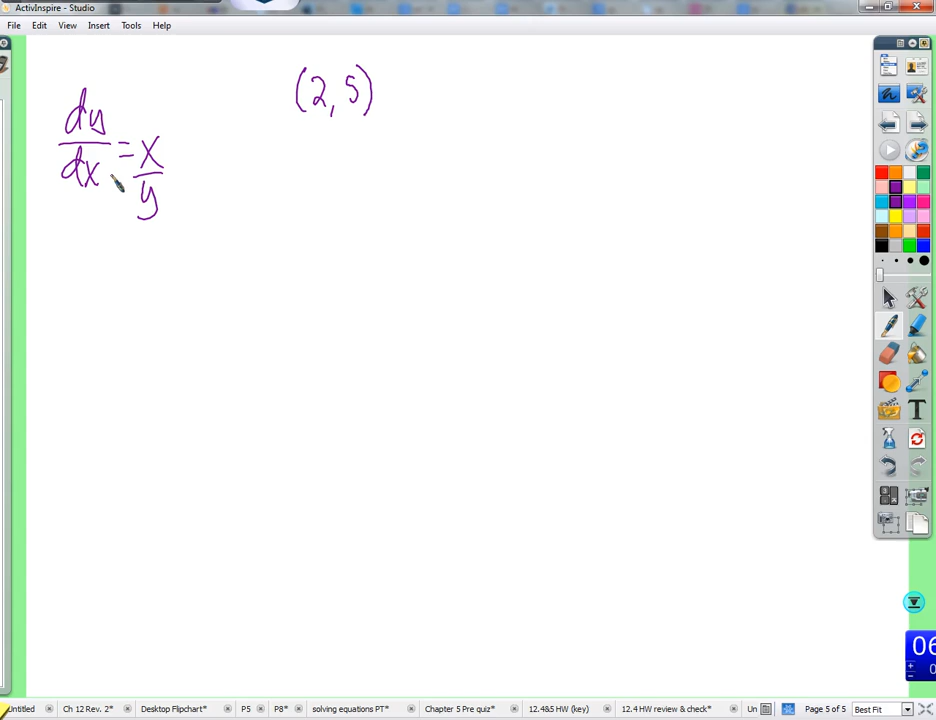 ActivInspire - Studio
File Edit View Insert Tools Help
(2, 5)
dy/dx = x/y
T
06
Untitled Ch 12 Rev. 2* Desktop Flipchart* P5 P8* solving equations PT* Chapter 5 Pre quiz* 12.4&5 HW (key) 12.4 HW review & check* Un Page 5 of 5 Best Fit